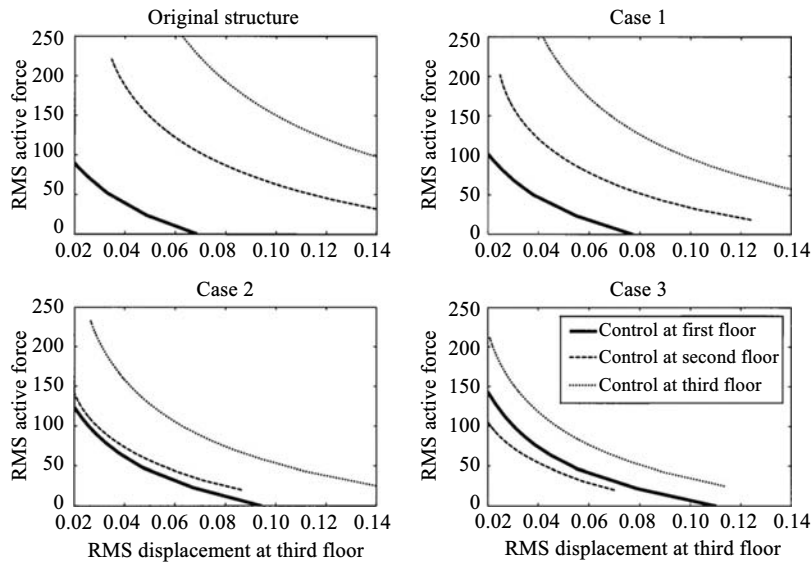 Original structure
Case 1
RMS active force
250
200
150
100
50
0
0.02 0.04 0.06 0.08 0.10 0.12 0.14
RMS active force
250
200
150
100
50
0
0.02 0.04 0.06 0.08 0.10 0.12 0.14
Case 2
Case 3
RMS active force
250
200
150
100
50
0
0.02 0.04 0.06 0.08 0.10 0.12 0.14
RMS displacement at third floor
RMS active force
250
200
150
100
50
0
0.02 0.04 0.06 0.08 0.10 0.12 0.14
RMS displacement at third floor
Control at first floor
Control at second floor
Control at third floor